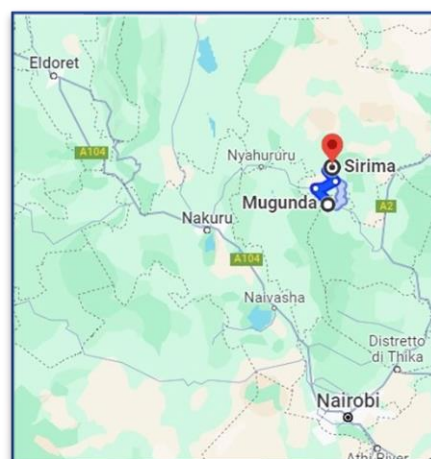 Eldoret
A104
Nyahururu
Sirima
Mugunda
A2
Nakuru
A104
Naivasha
Distretto
di Thika
Nairobi
Athi River